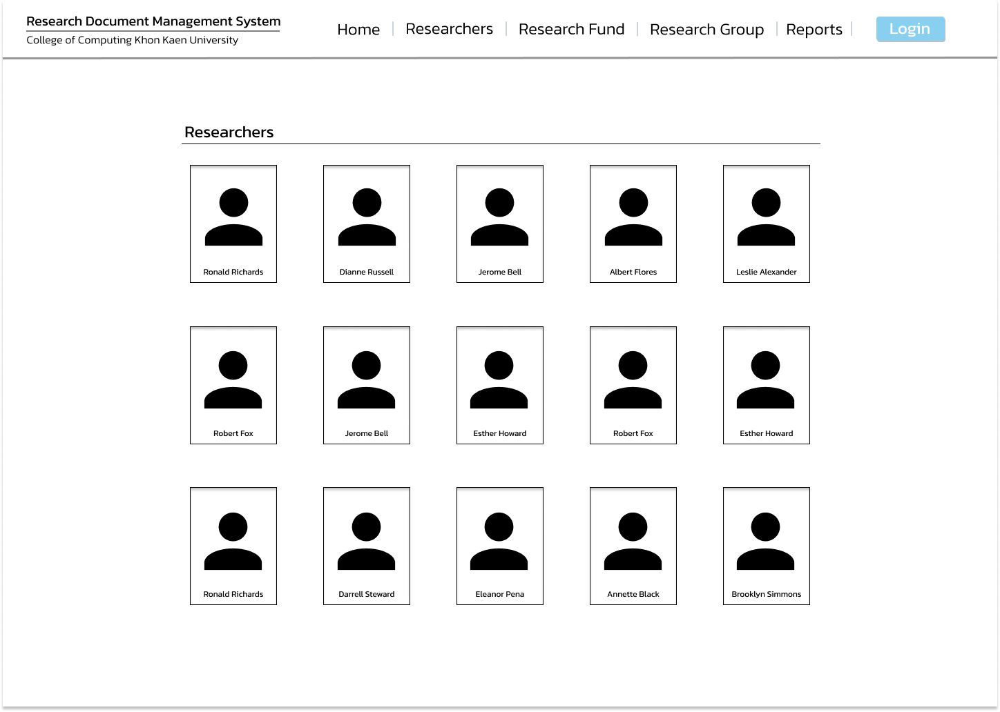 Research Document Management System
College of Computing Khon Kaen University
Home
Researchers
Research Fund
Research Group
Reports
Login
Researchers
Ronald Richards
Dianne Russell
Jerome Bell
Albert Flores
Leslie Alexander
Robert Fox
Jerome Bell
Esther Howard
Robert Fox
Esther Howard
Ronald Richards
Darrell Steward
Eleanor Pena
Annette Black
Brooklyn Simmons